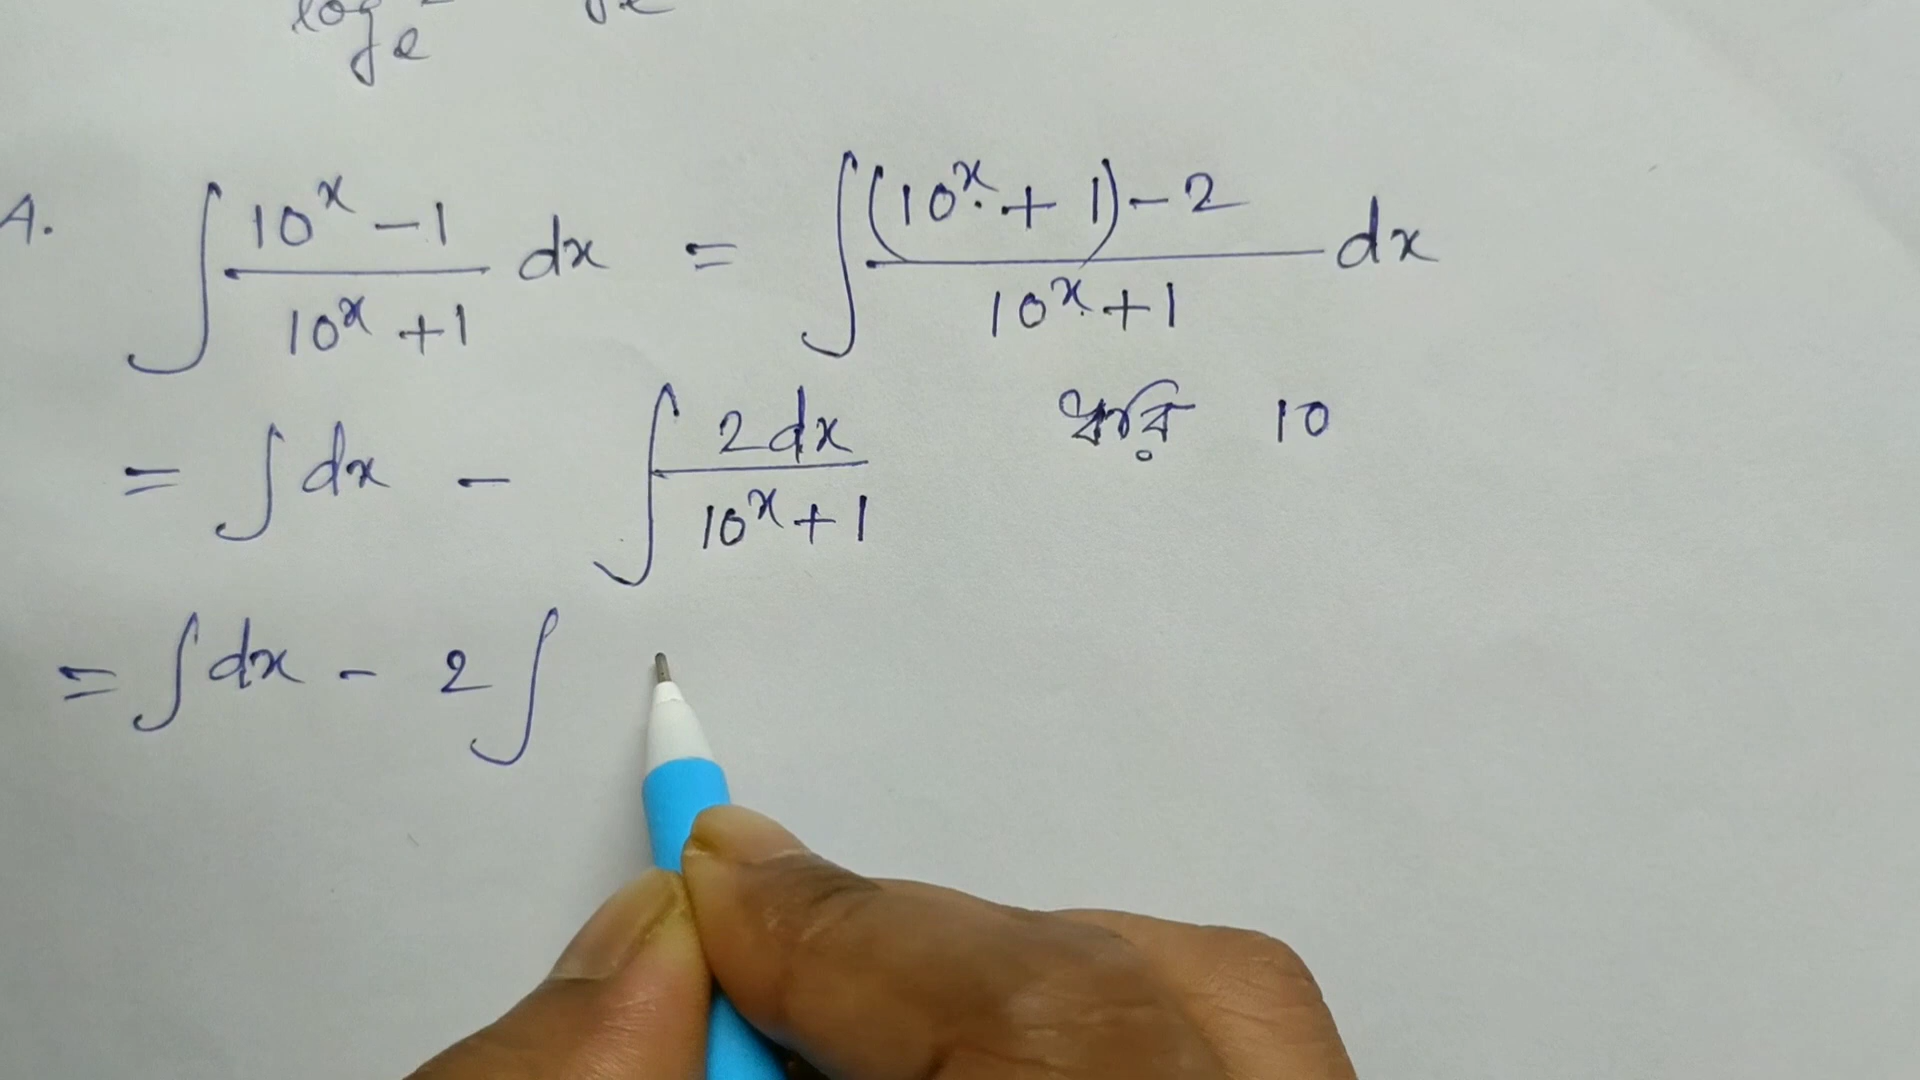 log e
A. ∫ (10^x - 1)/(10^x + 1) dx = ∫ ((10^x + 1) - 2)/(10^x + 1) dx
= ∫ dx - ∫ 2dx/(10^x + 1) ধরি 10
= ∫ dx - 2 ∫